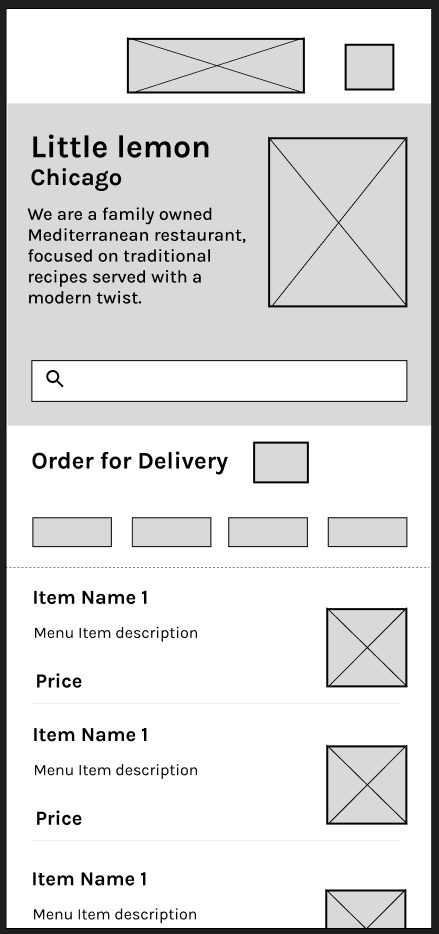 Little lemon
Chicago
We are a family owned
Mediterranean restaurant,
focused on traditional
recipes served with a
modern twist.
Order for Delivery
Item Name 1
Menu Item description
Price
Item Name 1
Menu Item description
Price
Item Name 1
Menu Item description